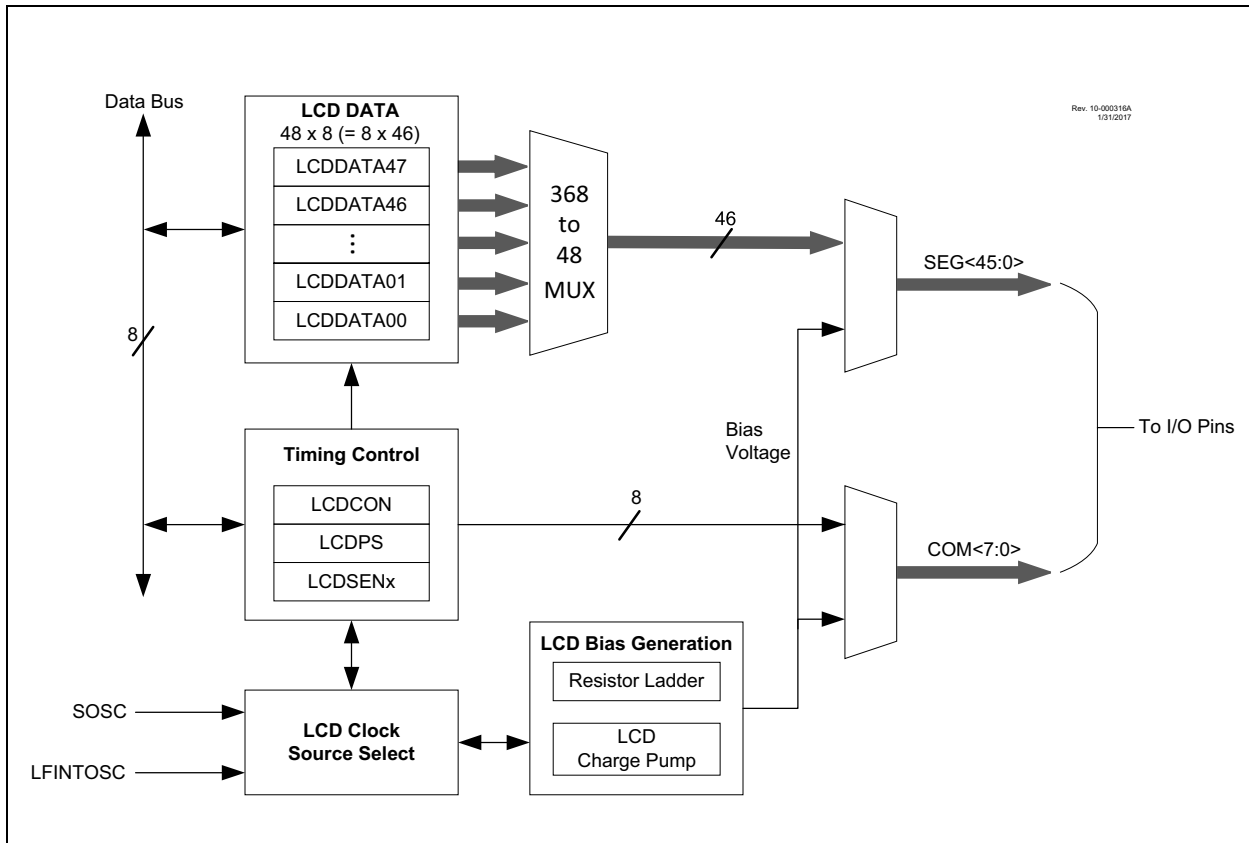 Data Bus
LCD DATA
48 x 8 (= 8 x 46)
LCDDATA47
LCDDATA46
⋮
LCDDATA01
LCDDATA00
368
to
48
MUX
46
SEG<45:0>
Rev. 10-000316A
1/31/2017
8
Timing Control
LCDCON
LCDPS
LCDSENx
8
Bias
Voltage
To I/O Pins
COM<7:0>
LCD Bias Generation
Resistor Ladder
LCD
Charge Pump
SOSC
LFINTOSC
LCD Clock
Source Select